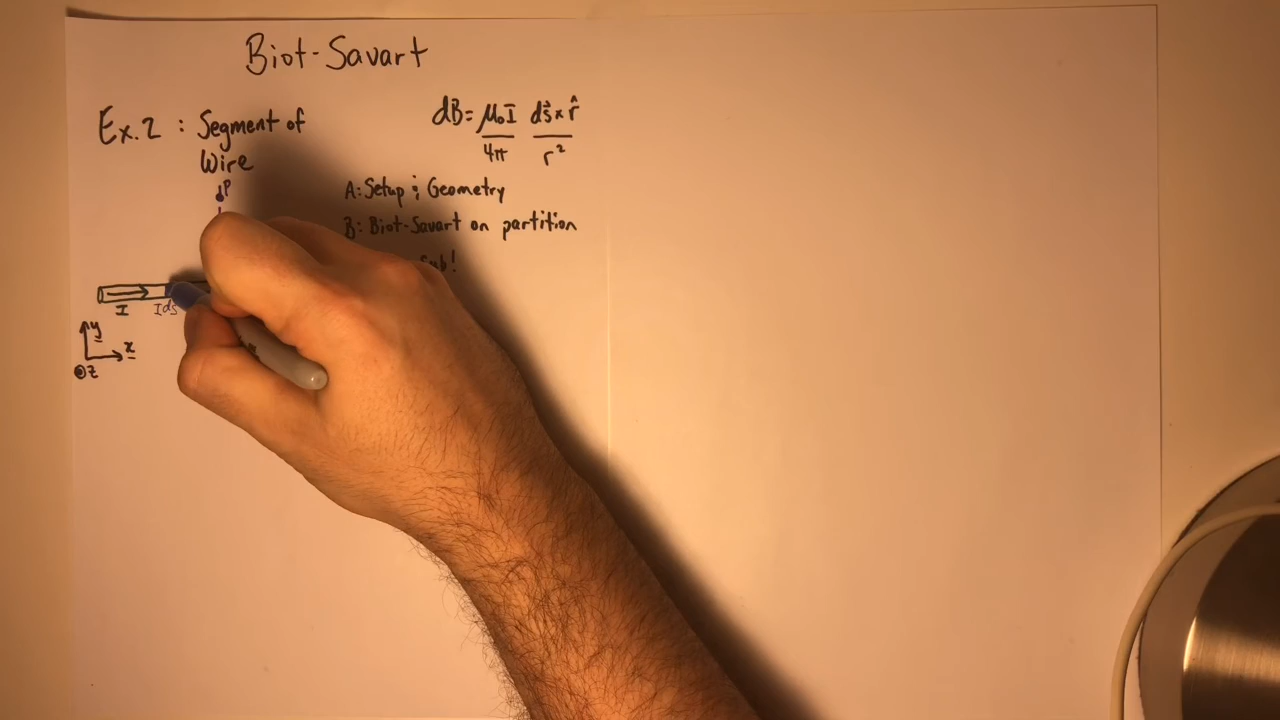 Biot-Savart
Ex.2 : Segment of
Wire
dB = μ₀I/4π ds⃗ × r̂/r²
P
A: Setup & Geometry
B: Biot-Savart on partition
I
Ids
y
x
z